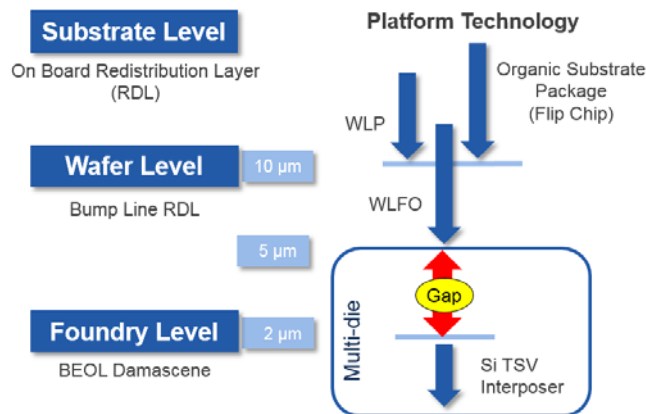 Substrate Level
On Board Redistribution Layer
(RDL)
Platform Technology
Organic Substrate
Package
(Flip Chip)
WLP
Wafer Level
10 µm
Bump Line RDL
WLFO
5 µm
Gap
Multi-die
Foundry Level
2 µm
BEOL Damascene
Si TSV
Interposer